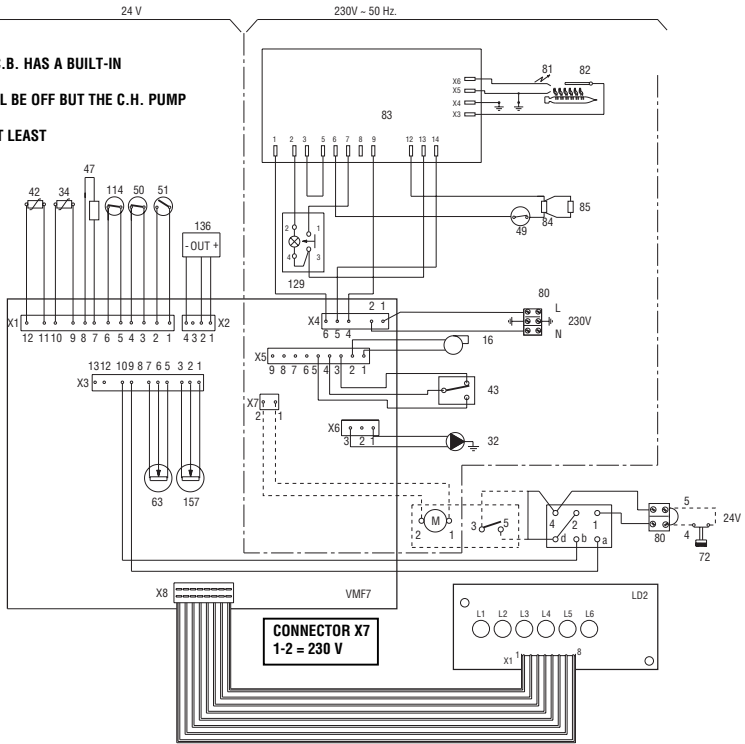 24 V 230V ~ 50 Hz.
C.B. HAS A BUILT-IN
L BE OFF BUT THE C.H. PUMP
T LEAST
83
X6
X5
X4
X3
81 82
1 2 3 5 6 7 8 9 12 13 14
47
42 34 114 50 51
136
- OUT +
2 1
4 3
129
49
84
85
X1
12 11 10 9 8 7 6 5 4 3 2 1
X2
4 3 2 1
X4
2 1
6 5 4
80
L
230V
N
16
X5
9 8 7 6 5 4 3 2 1
X3
13 12 10 9 8 7 6 5 3 2 1
43
X7
2 1
X6
3 2 1
32
63 157
M
2 1
3 5
4 2 1
d b a
5
80
4
24V
72
X8
VMF7
CONNECTOR X7
1-2 = 230 V
LD2
L1 L2 L3 L4 L5 L6
X1 1 8